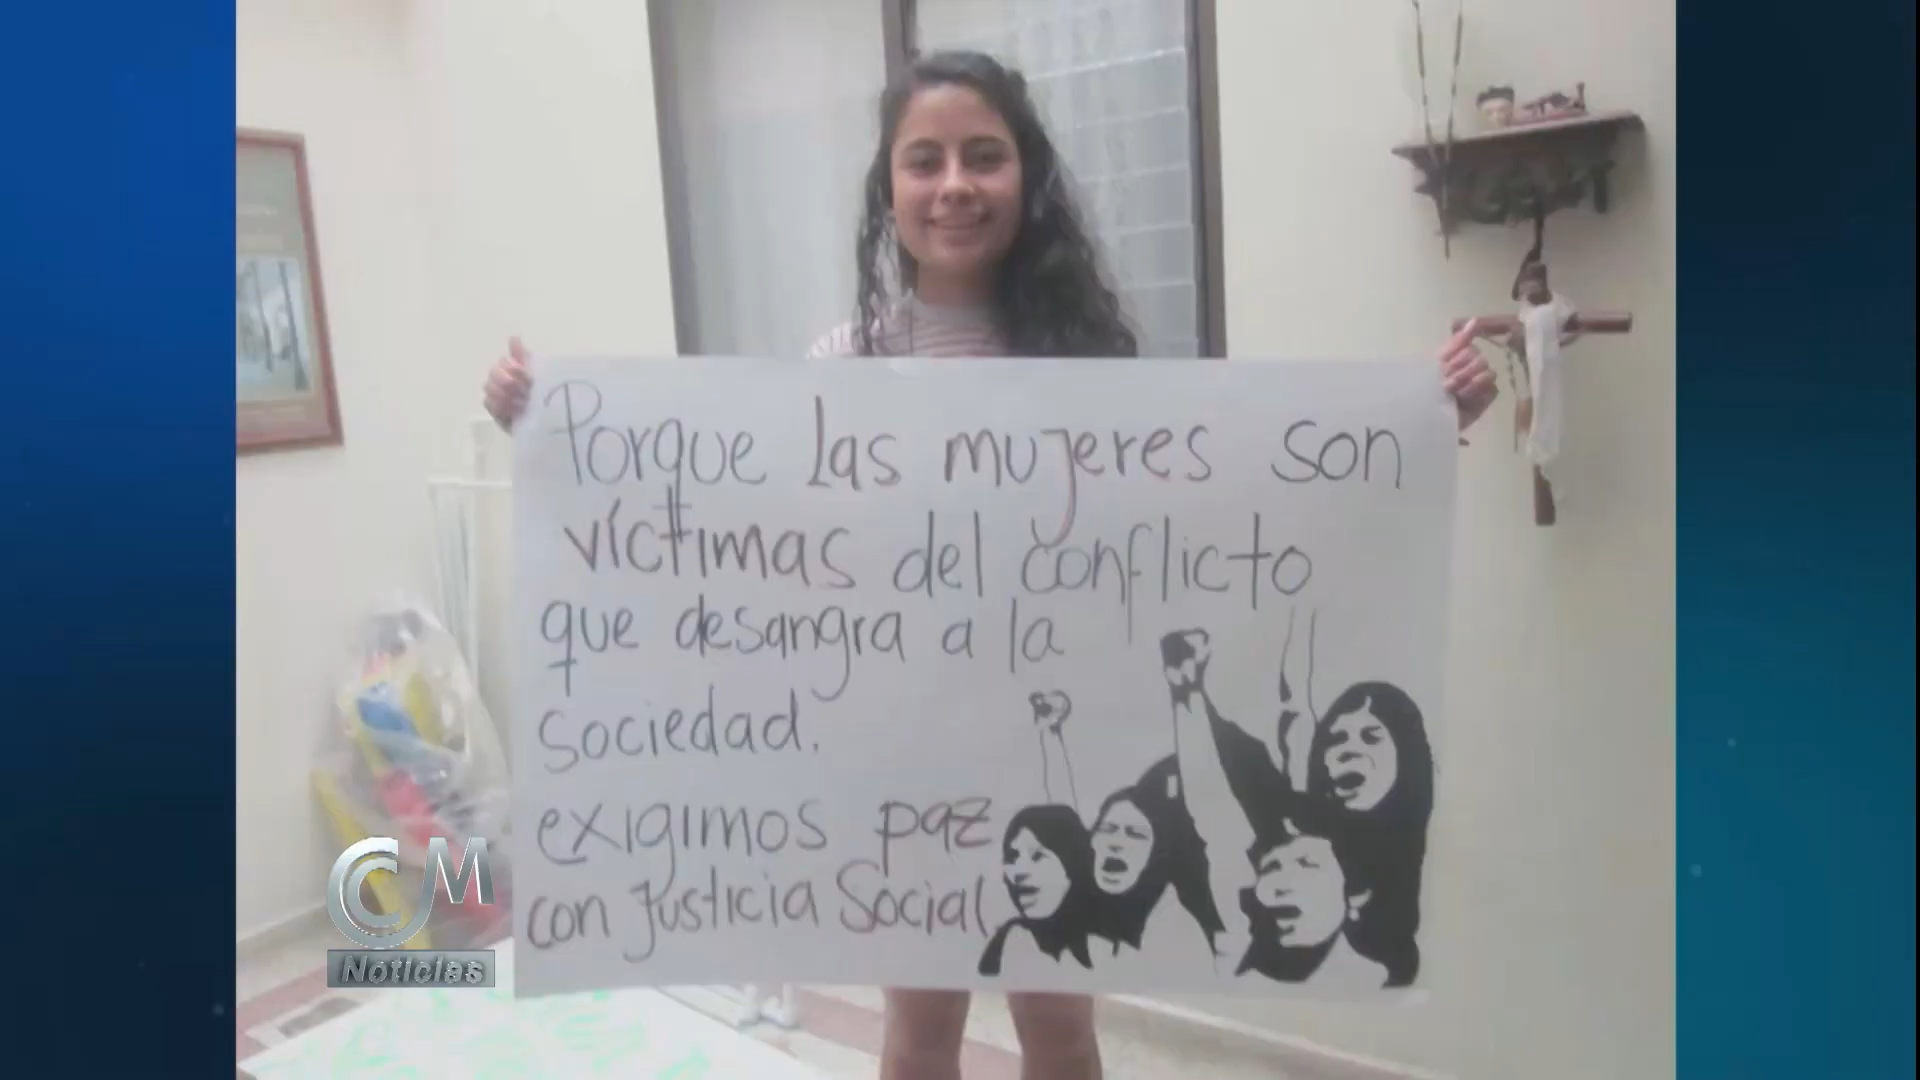 Porque las mujeres son
víctimas del conflicto
que desangra a la
sociedad.
exigimos paz
con justicia Social
CM
Noticias